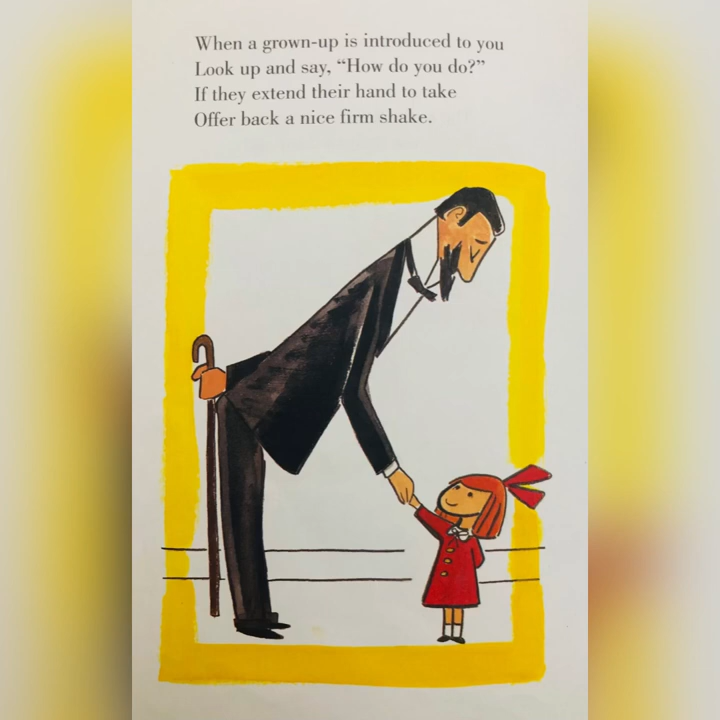 When a grown-up is introduced to you
Look up and say, “How do you do?”
If they extend their hand to take
Offer back a nice firm shake.